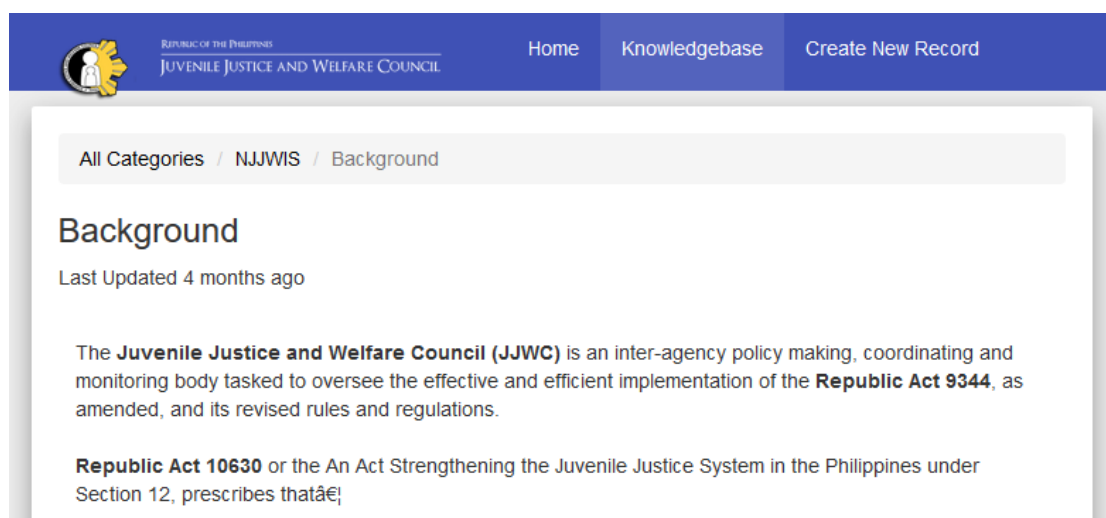 REPUBLIC OF THE PHILIPPINES
JUVENILE JUSTICE AND WELFARE COUNCIL
Home Knowledgebase Create New Record
All Categories / NJJWIS / Background
Background
Last Updated 4 months ago
The Juvenile Justice and Welfare Council (JJWC) is an inter-agency policy making, coordinating and
monitoring body tasked to oversee the effective and efficient implementation of the Republic Act 9344, as
amended, and its revised rules and regulations.
Republic Act 10630 or the An Act Strengthening the Juvenile Justice System in the Philippines under
Section 12, prescribes thatâ€¦